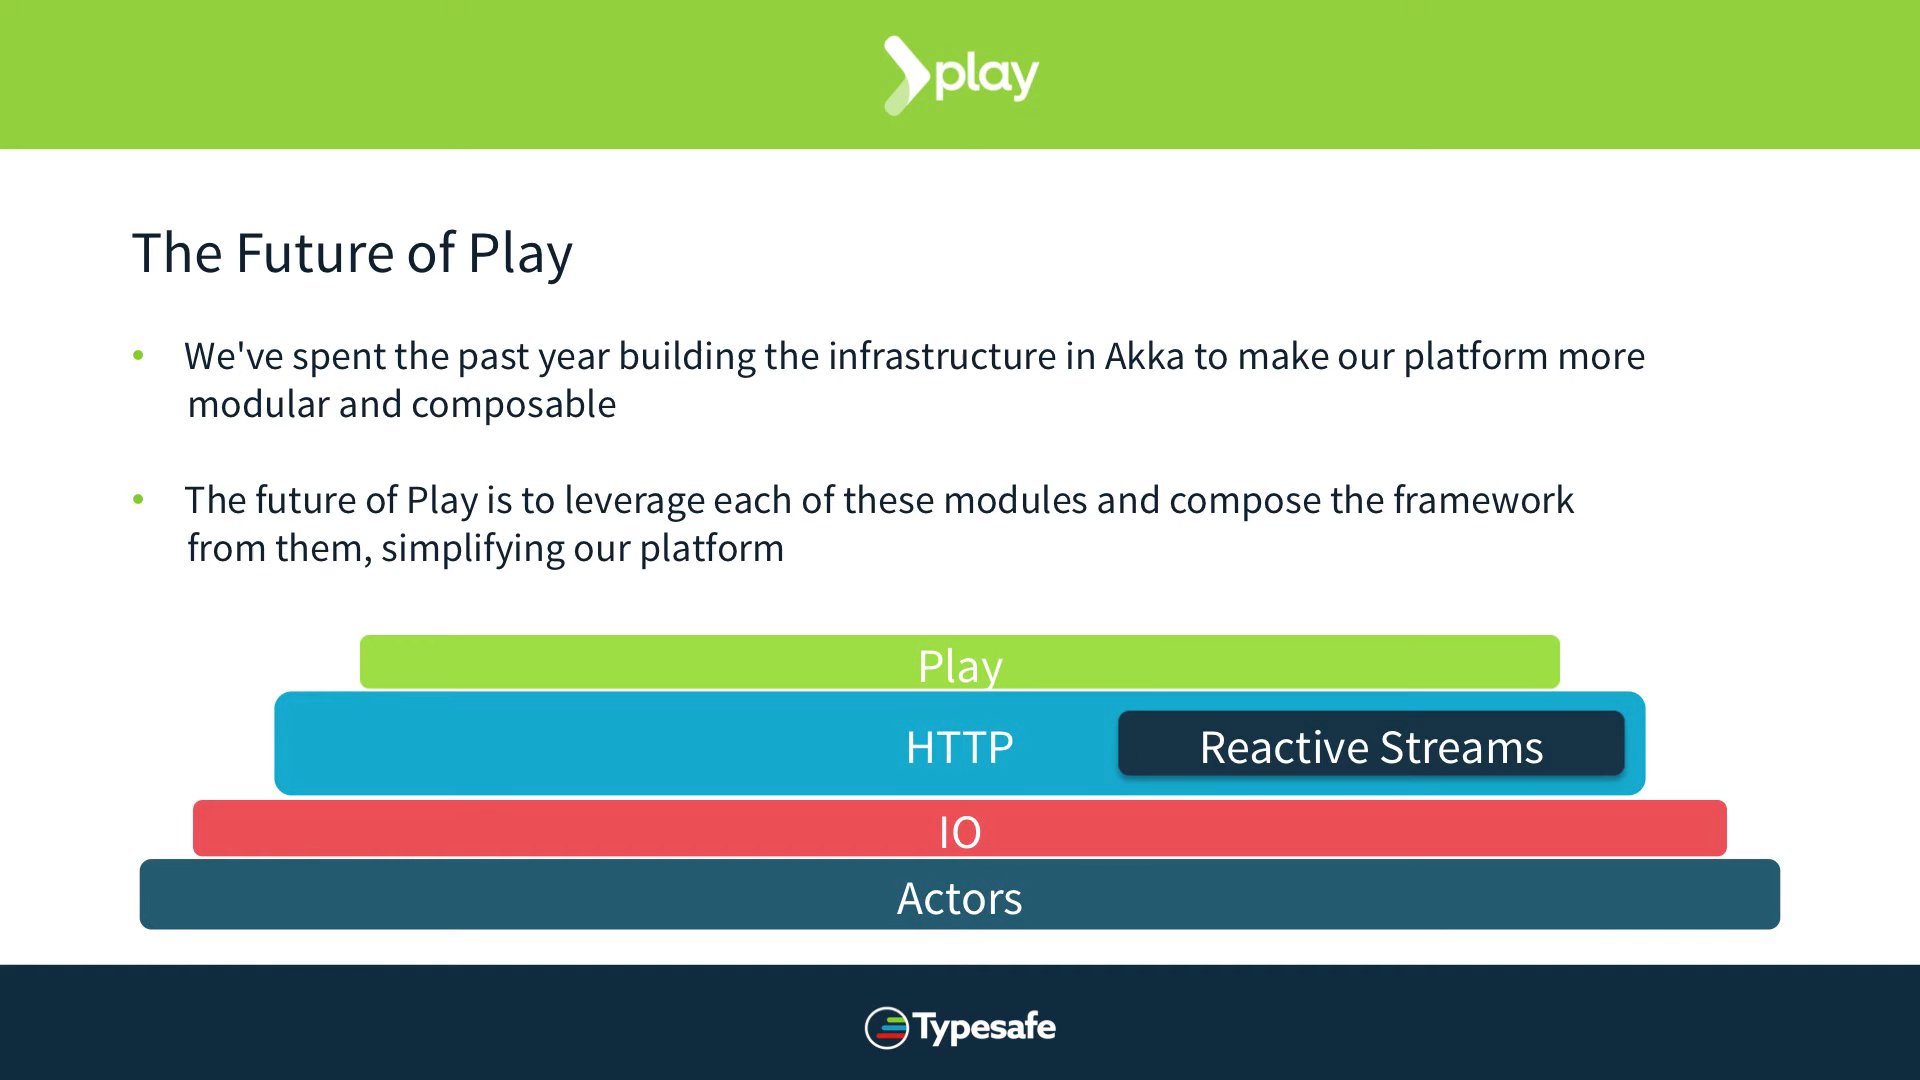 play
The Future of Play
• We've spent the past year building the infrastructure in Akka to make our platform more
modular and composable
• The future of Play is to leverage each of these modules and compose the framework
from them, simplifying our platform
Play
HTTP
Reactive Streams
IO
Actors
Typesafe